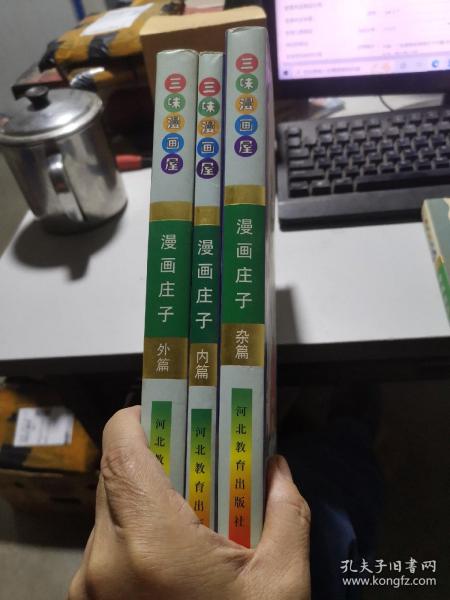 三味漫画屋
漫画庄子
外篇
河北教
三味漫画屋
漫画庄子
内篇
河北教育出
三味漫画屋
漫画庄子
杂篇
河北教育出版社
孔夫子旧书网
www.kongfz.com